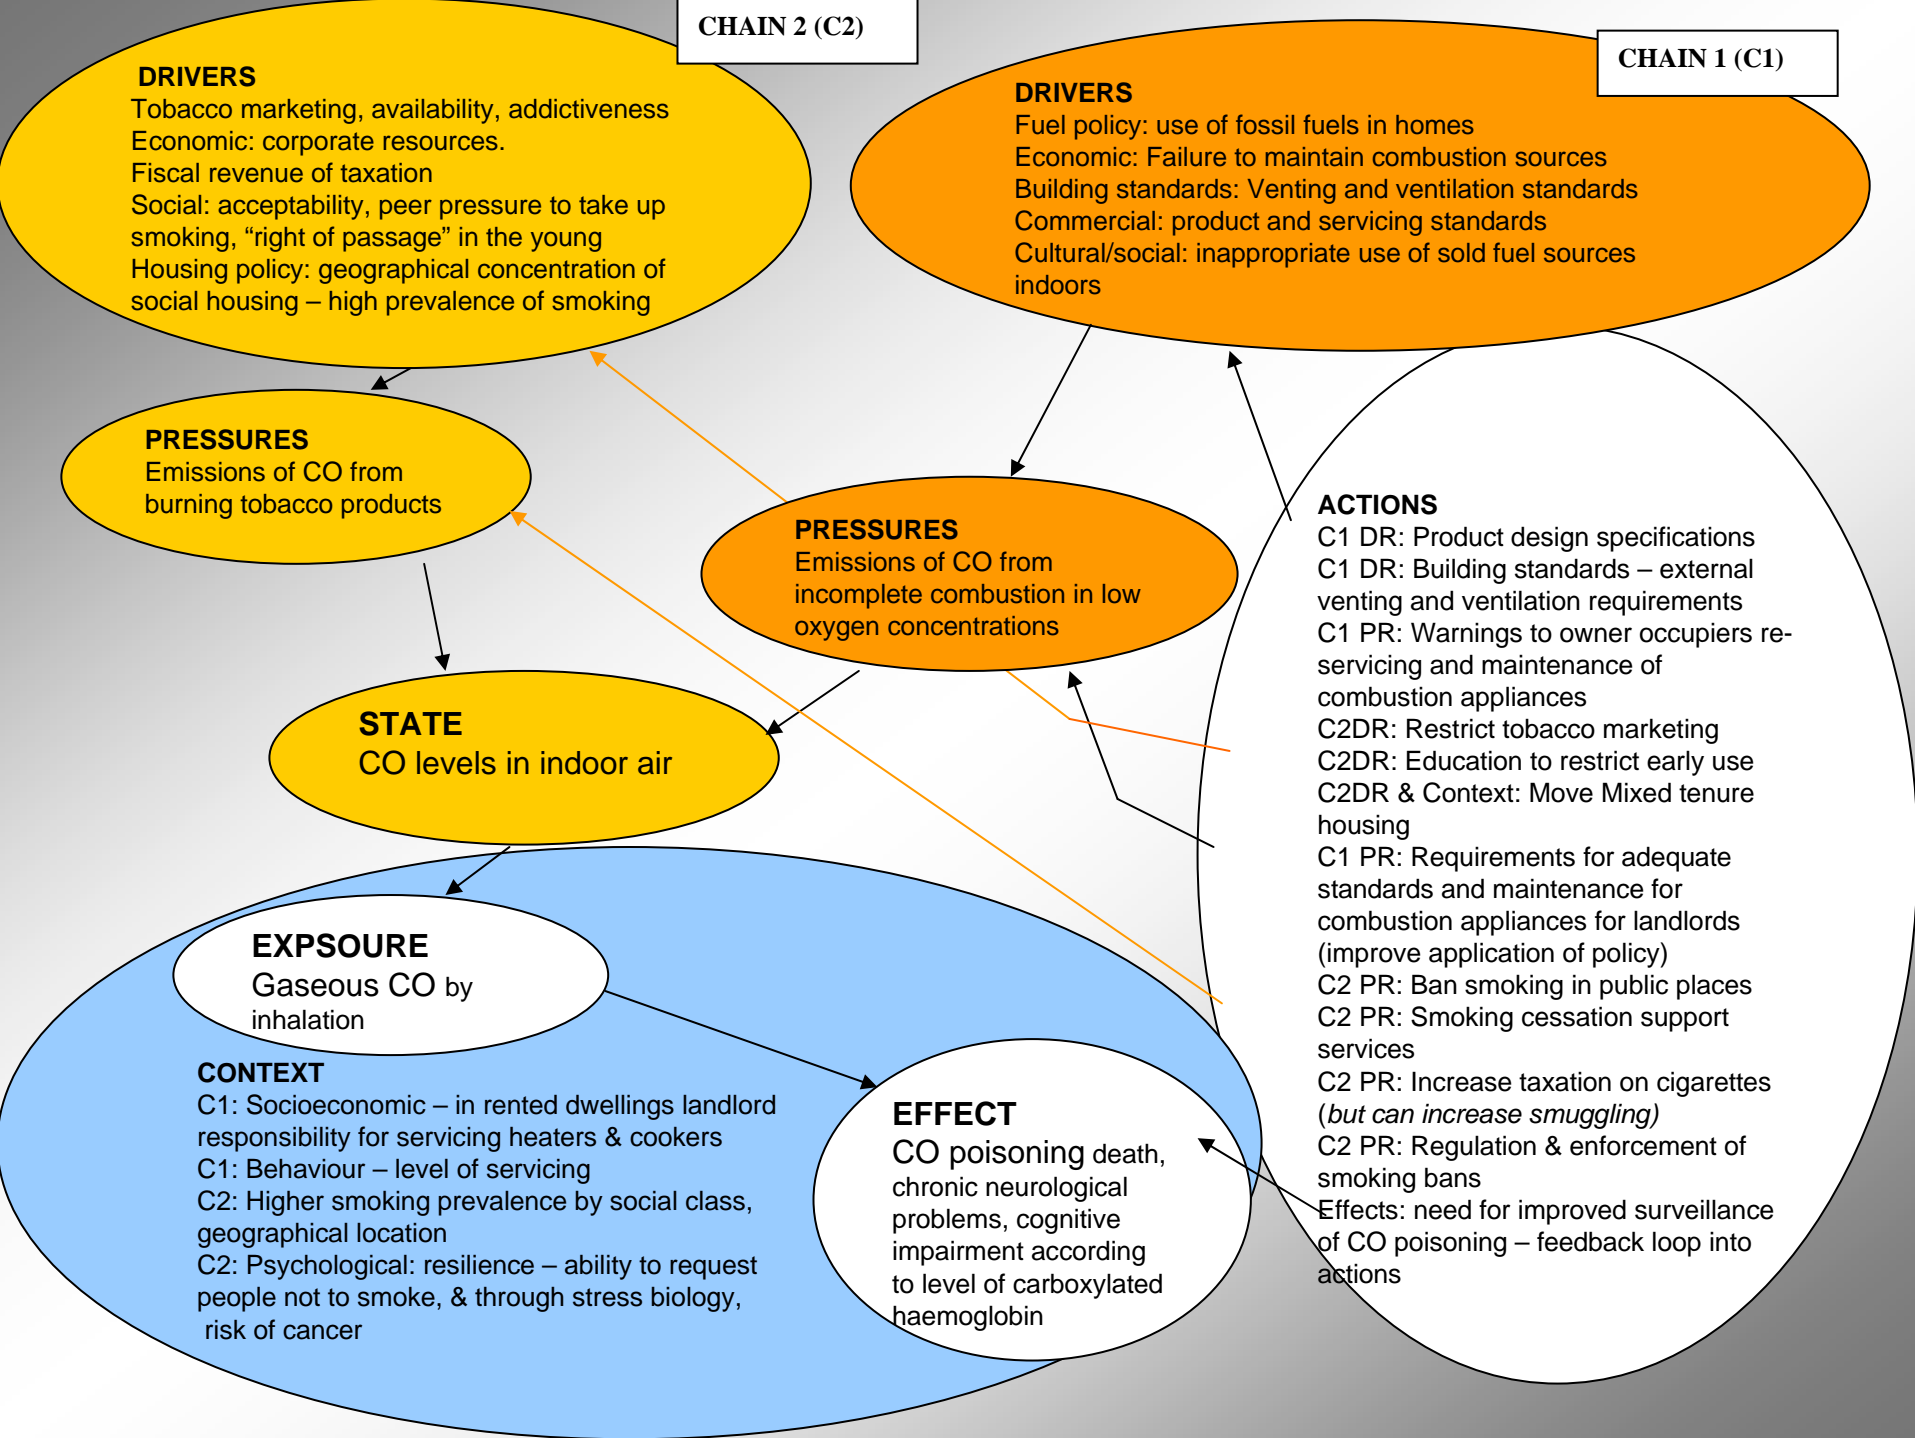 CHAIN 2 (C2)
DRIVERS
Tobacco marketing, availability, addictiveness
Economic: corporate resources.
Fiscal revenue of taxation
Social: acceptability, peer pressure to take up
smoking, “right of passage” in the young
Housing policy: geographical concentration of
social housing – high prevalence of smoking
CHAIN 1 (C1)
DRIVERS
Fuel policy: use of fossil fuels in homes
Economic: Failure to maintain combustion sources
Building standards: Venting and ventilation standards
Commercial: product and servicing standards
Cultural/social: inappropriate use of sold fuel sources
indoors
PRESSURES
Emissions of CO from
burning tobacco products
PRESSURES
Emissions of CO from
incomplete combustion in low
oxygen concentrations
STATE
CO levels in indoor air
EXPSOURE
Gaseous CO by
inhalation
CONTEXT
C1: Socioeconomic – in rented dwellings landlord
responsibility for servicing heaters & cookers
C1: Behaviour – level of servicing
C2: Higher smoking prevalence by social class,
geographical location
C2: Psychological: resilience – ability to request
people not to smoke, & through stress biology,
risk of cancer
EFFECT
CO poisoning death,
chronic neurological
problems, cognitive
impairment according
to level of carboxylated
haemoglobin
ACTIONS
C1 DR: Product design specifications
C1 DR: Building standards – external
venting and ventilation requirements
C1 PR: Warnings to owner occupiers re-
servicing and maintenance of
combustion appliances
C2DR: Restrict tobacco marketing
C2DR: Education to restrict early use
C2DR & Context: Move Mixed tenure
housing
C1 PR: Requirements for adequate
standards and maintenance for
combustion appliances for landlords
(improve application of policy)
C2 PR: Ban smoking in public places
C2 PR: Smoking cessation support
services
C2 PR: Increase taxation on cigarettes
(but can increase smuggling)
C2 PR: Regulation & enforcement of
smoking bans
Effects: need for improved surveillance
of CO poisoning – feedback loop into
actions